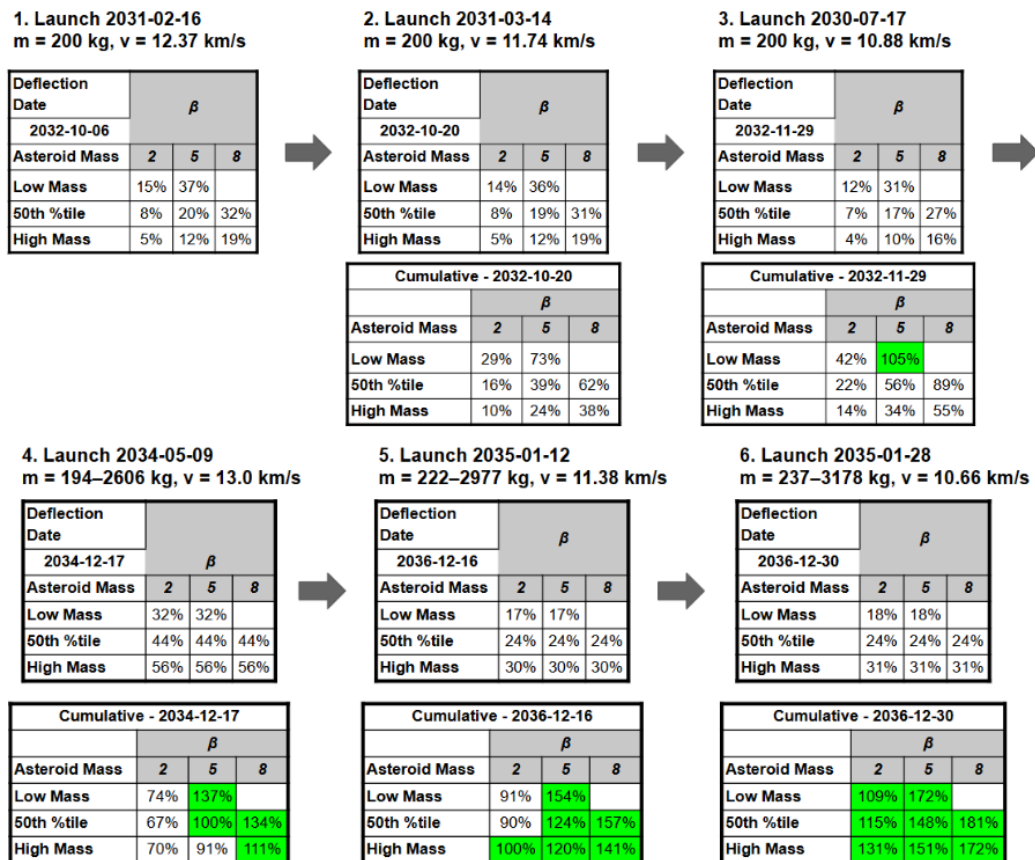 1. Launch 2031-02-16
m = 200 kg, v = 12.37 km/s
Deflection
Date
β
2032-10-06
Asteroid Mass 2 5 8
Low Mass 15% 37%
50th %tile 8% 20% 32%
High Mass 5% 12% 19%
2. Launch 2031-03-14
m = 200 kg, v = 11.74 km/s
Deflection
Date
β
2032-10-20
Asteroid Mass 2 5 8
Low Mass 14% 36%
50th %tile 8% 19% 31%
High Mass 5% 12% 19%
Cumulative - 2032-10-20
β
Asteroid Mass 2 5 8
Low Mass 29% 73%
50th %tile 16% 39% 62%
High Mass 10% 24% 38%
3. Launch 2030-07-17
m = 200 kg, v = 10.88 km/s
Deflection
Date
β
2032-11-29
Asteroid Mass 2 5 8
Low Mass 12% 31%
50th %tile 7% 17% 27%
High Mass 4% 10% 16%
Cumulative - 2032-11-29
β
Asteroid Mass 2 5 8
Low Mass 42% 105%
50th %tile 22% 56% 89%
High Mass 14% 34% 55%
4. Launch 2034-05-09
m = 194–2606 kg, v = 13.0 km/s
Deflection
Date
2034-12-17 β
Asteroid Mass 2 5 8
Low Mass 32% 32%
50th %tile 44% 44% 44%
High Mass 56% 56% 56%
Cumulative - 2034-12-17
β
Asteroid Mass 2 5 8
Low Mass 74% 137%
50th %tile 67% 100% 134%
High Mass 70% 91% 111%
5. Launch 2035-01-12
m = 222–2977 kg, v = 11.38 km/s
Deflection
Date
β
2036-12-16
Asteroid Mass 2 5 8
Low Mass 17% 17%
50th %tile 24% 24% 24%
High Mass 30% 30% 30%
Cumulative - 2036-12-16
β
Asteroid Mass 2 5 8
Low Mass 91% 154%
50th %tile 90% 124% 157%
High Mass 100% 120% 141%
6. Launch 2035-01-28
m = 237–3178 kg, v = 10.66 km/s
Deflection
Date
β
2036-12-30
Asteroid Mass 2 5 8
Low Mass 18% 18%
50th %tile 24% 24% 24%
High Mass 31% 31% 31%
Cumulative - 2036-12-30
β
Asteroid Mass 2 5 8
Low Mass 109% 172%
50th %tile 115% 148% 181%
High Mass 131% 151% 172%